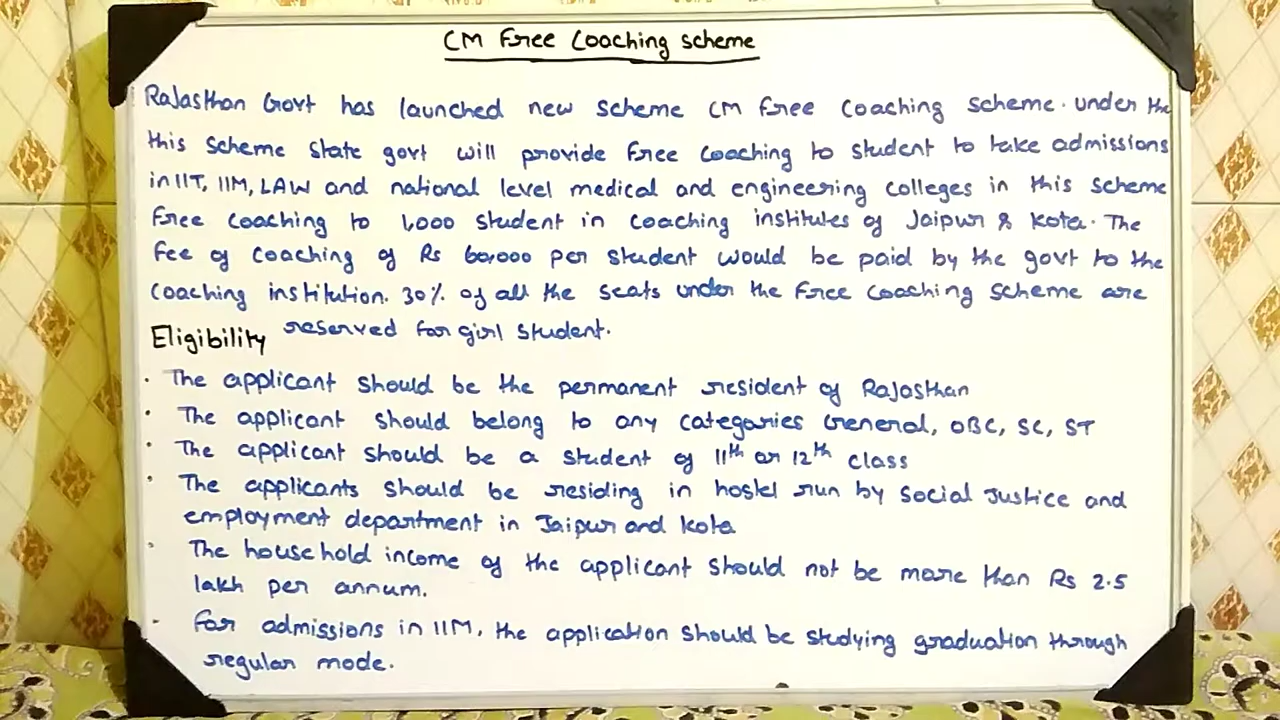 CM Free Coaching Scheme
Rajasthan Govt has launched new scheme CM Free Coaching Scheme. under the
this scheme state govt will provide free coaching to student to take admissions
in IIT, IIM, LAW and national level medical and engineering colleges in this scheme
free coaching to 1,000 student in coaching institutes of Jaipur & Kota. The
fee of coaching of Rs 60,000 per student would be paid by the govt to the
coaching institution. 30% of all the seats under the free coaching scheme are
reserved for girl student.
Eligibility
• The applicant should be the permanent resident of Rajasthan
• The applicant should belong to any categories General, OBC, SC, ST
• The applicant should be a student of 11th or 12th class
• The applicants should be residing in hostel run by social Justice and
employment department in Jaipur and Kota
• The household income of the applicant should not be more than Rs 2.5
lakh per annum.
• For admissions in IIM, the application should be studying graduation through
regular mode.